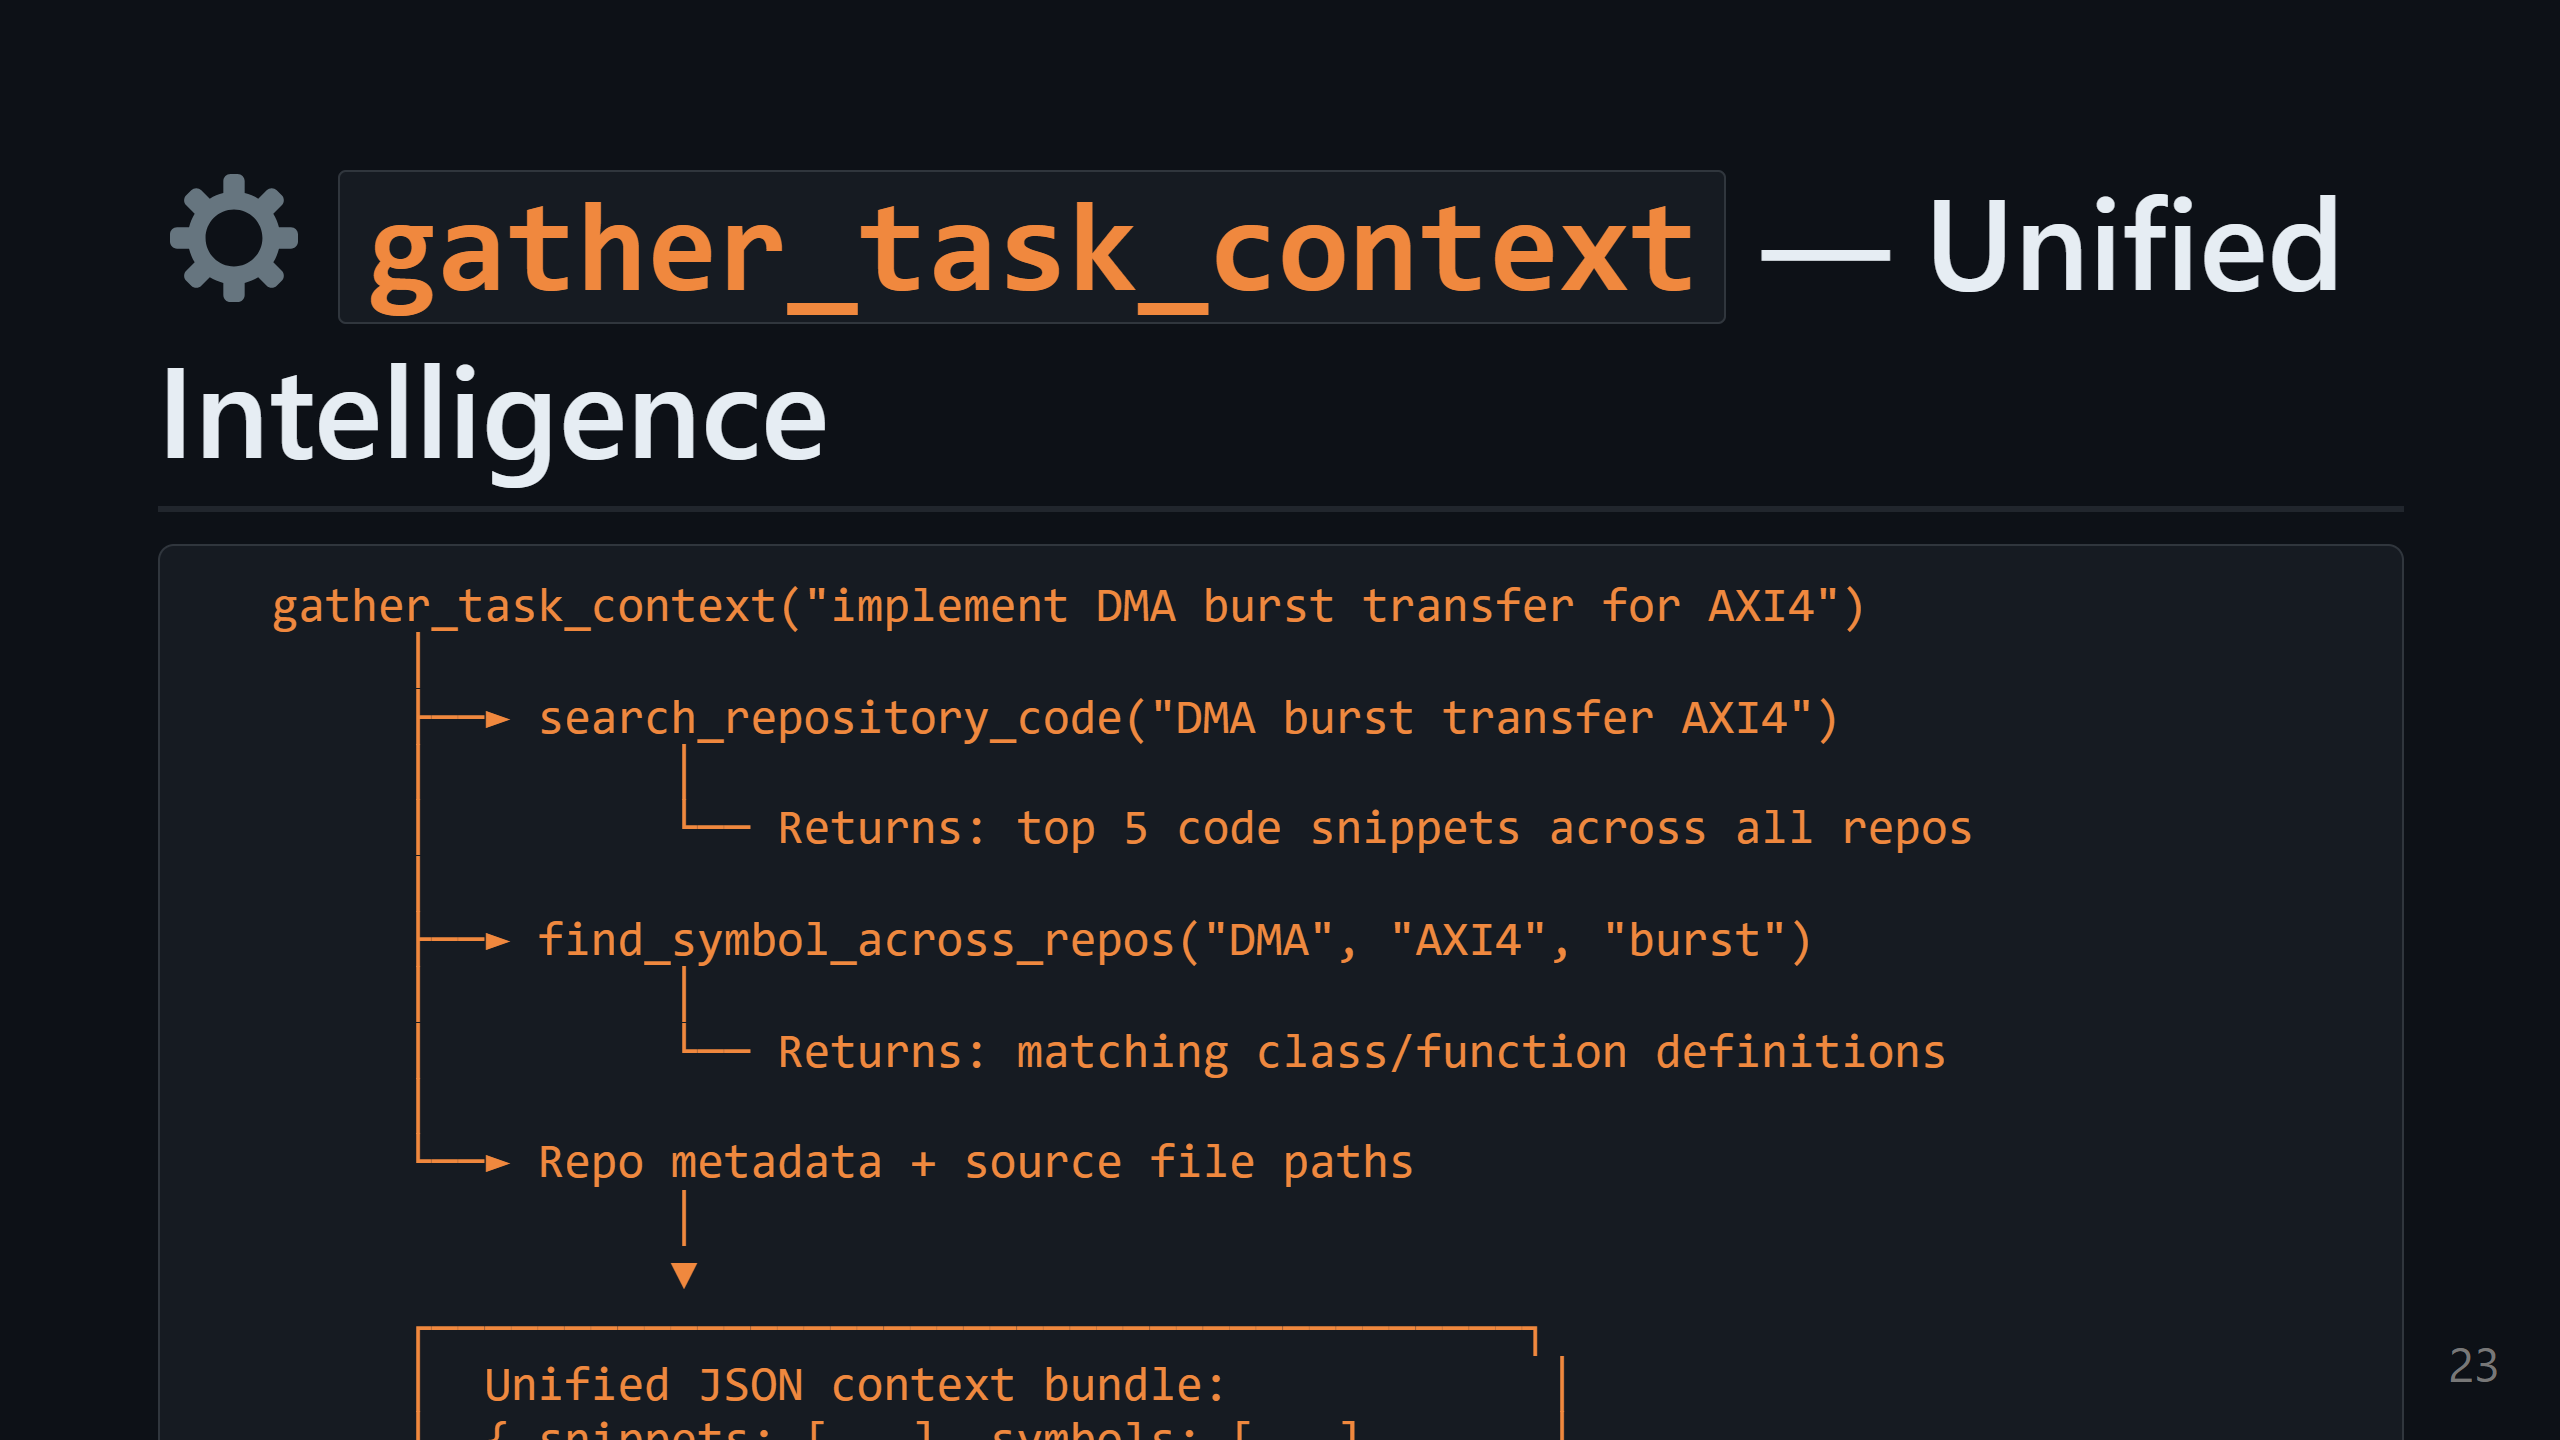 gather_task_context — Unified
Intelligence
gather_task_context("implement DMA burst transfer for AXI4")
search_repository_code("DMA burst transfer AXI4")
Returns: top 5 code snippets across all repos
find_symbol_across_repos("DMA", "AXI4", "burst")
Returns: matching class/function definitions
Repo metadata + source file paths
Unified JSON context bundle:
{ snippets: [...], symbols: [...]
23